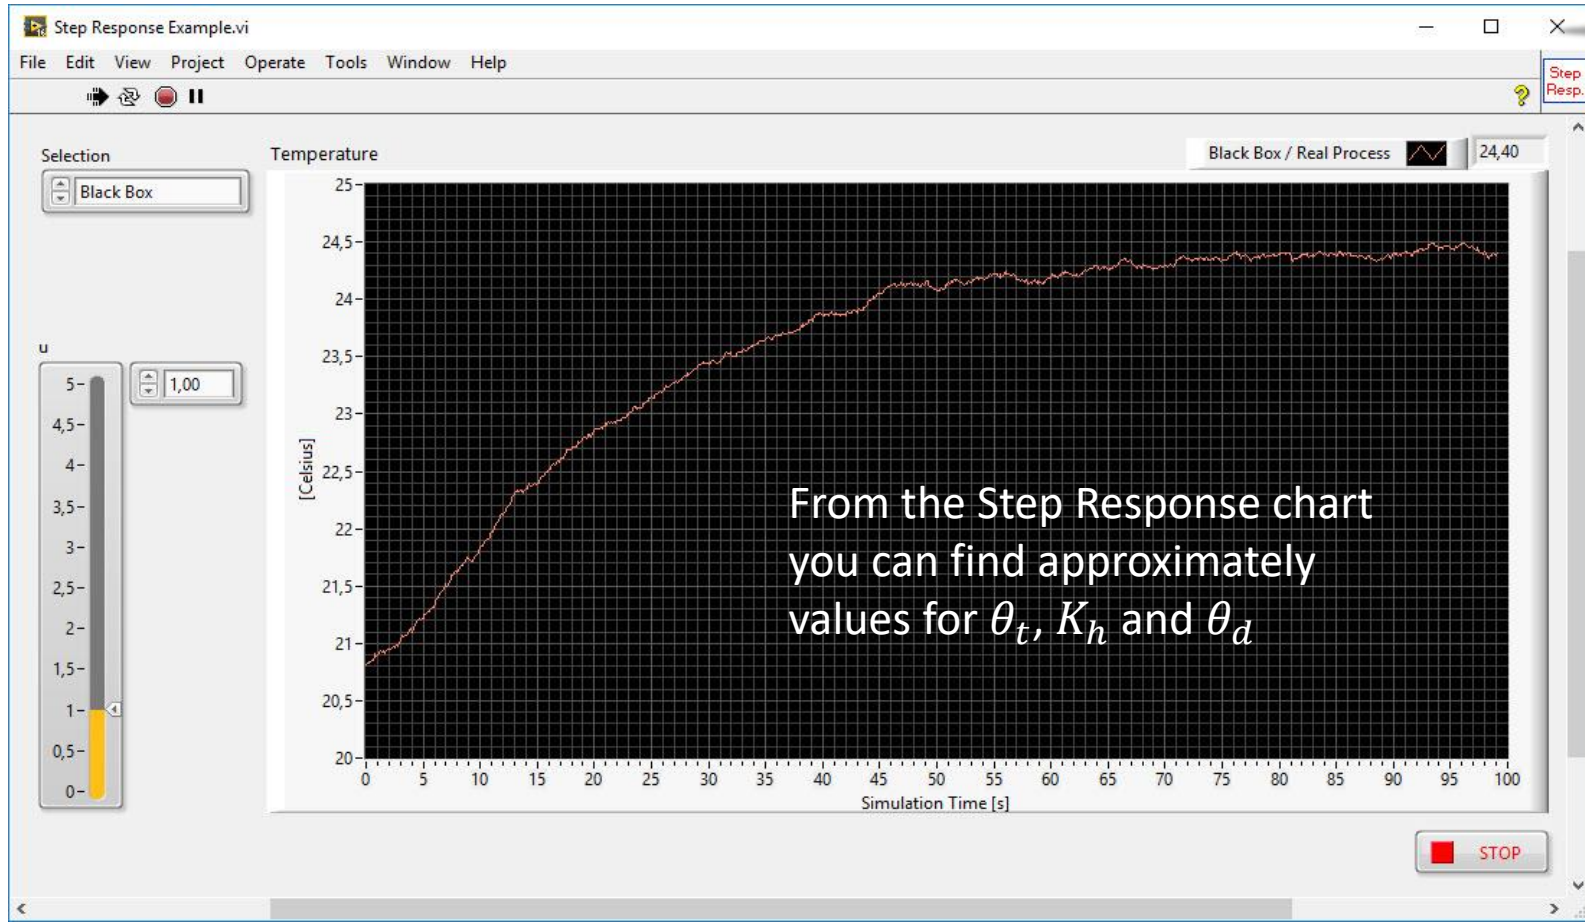 Step Response Example.vi
File Edit View Project Operate Tools Window Help
Step
Resp.
Selection
Black Box
Temperature
Black Box / Real Process
24,40
25
24,5
24
23,5
23
22,5
22
21,5
21
20,5
20
[Celsius]
0 5 10 15 20 25 30 35 40 45 50 55 60 65 70 75 80 85 90 95 100
Simulation Time [s]
u
1,00
5
4,5
4
3,5
3
2,5
2
1,5
1
0,5
0
From the Step Response chart
you can find approximately
values for θₜ, Kₕ and θ_d
STOP